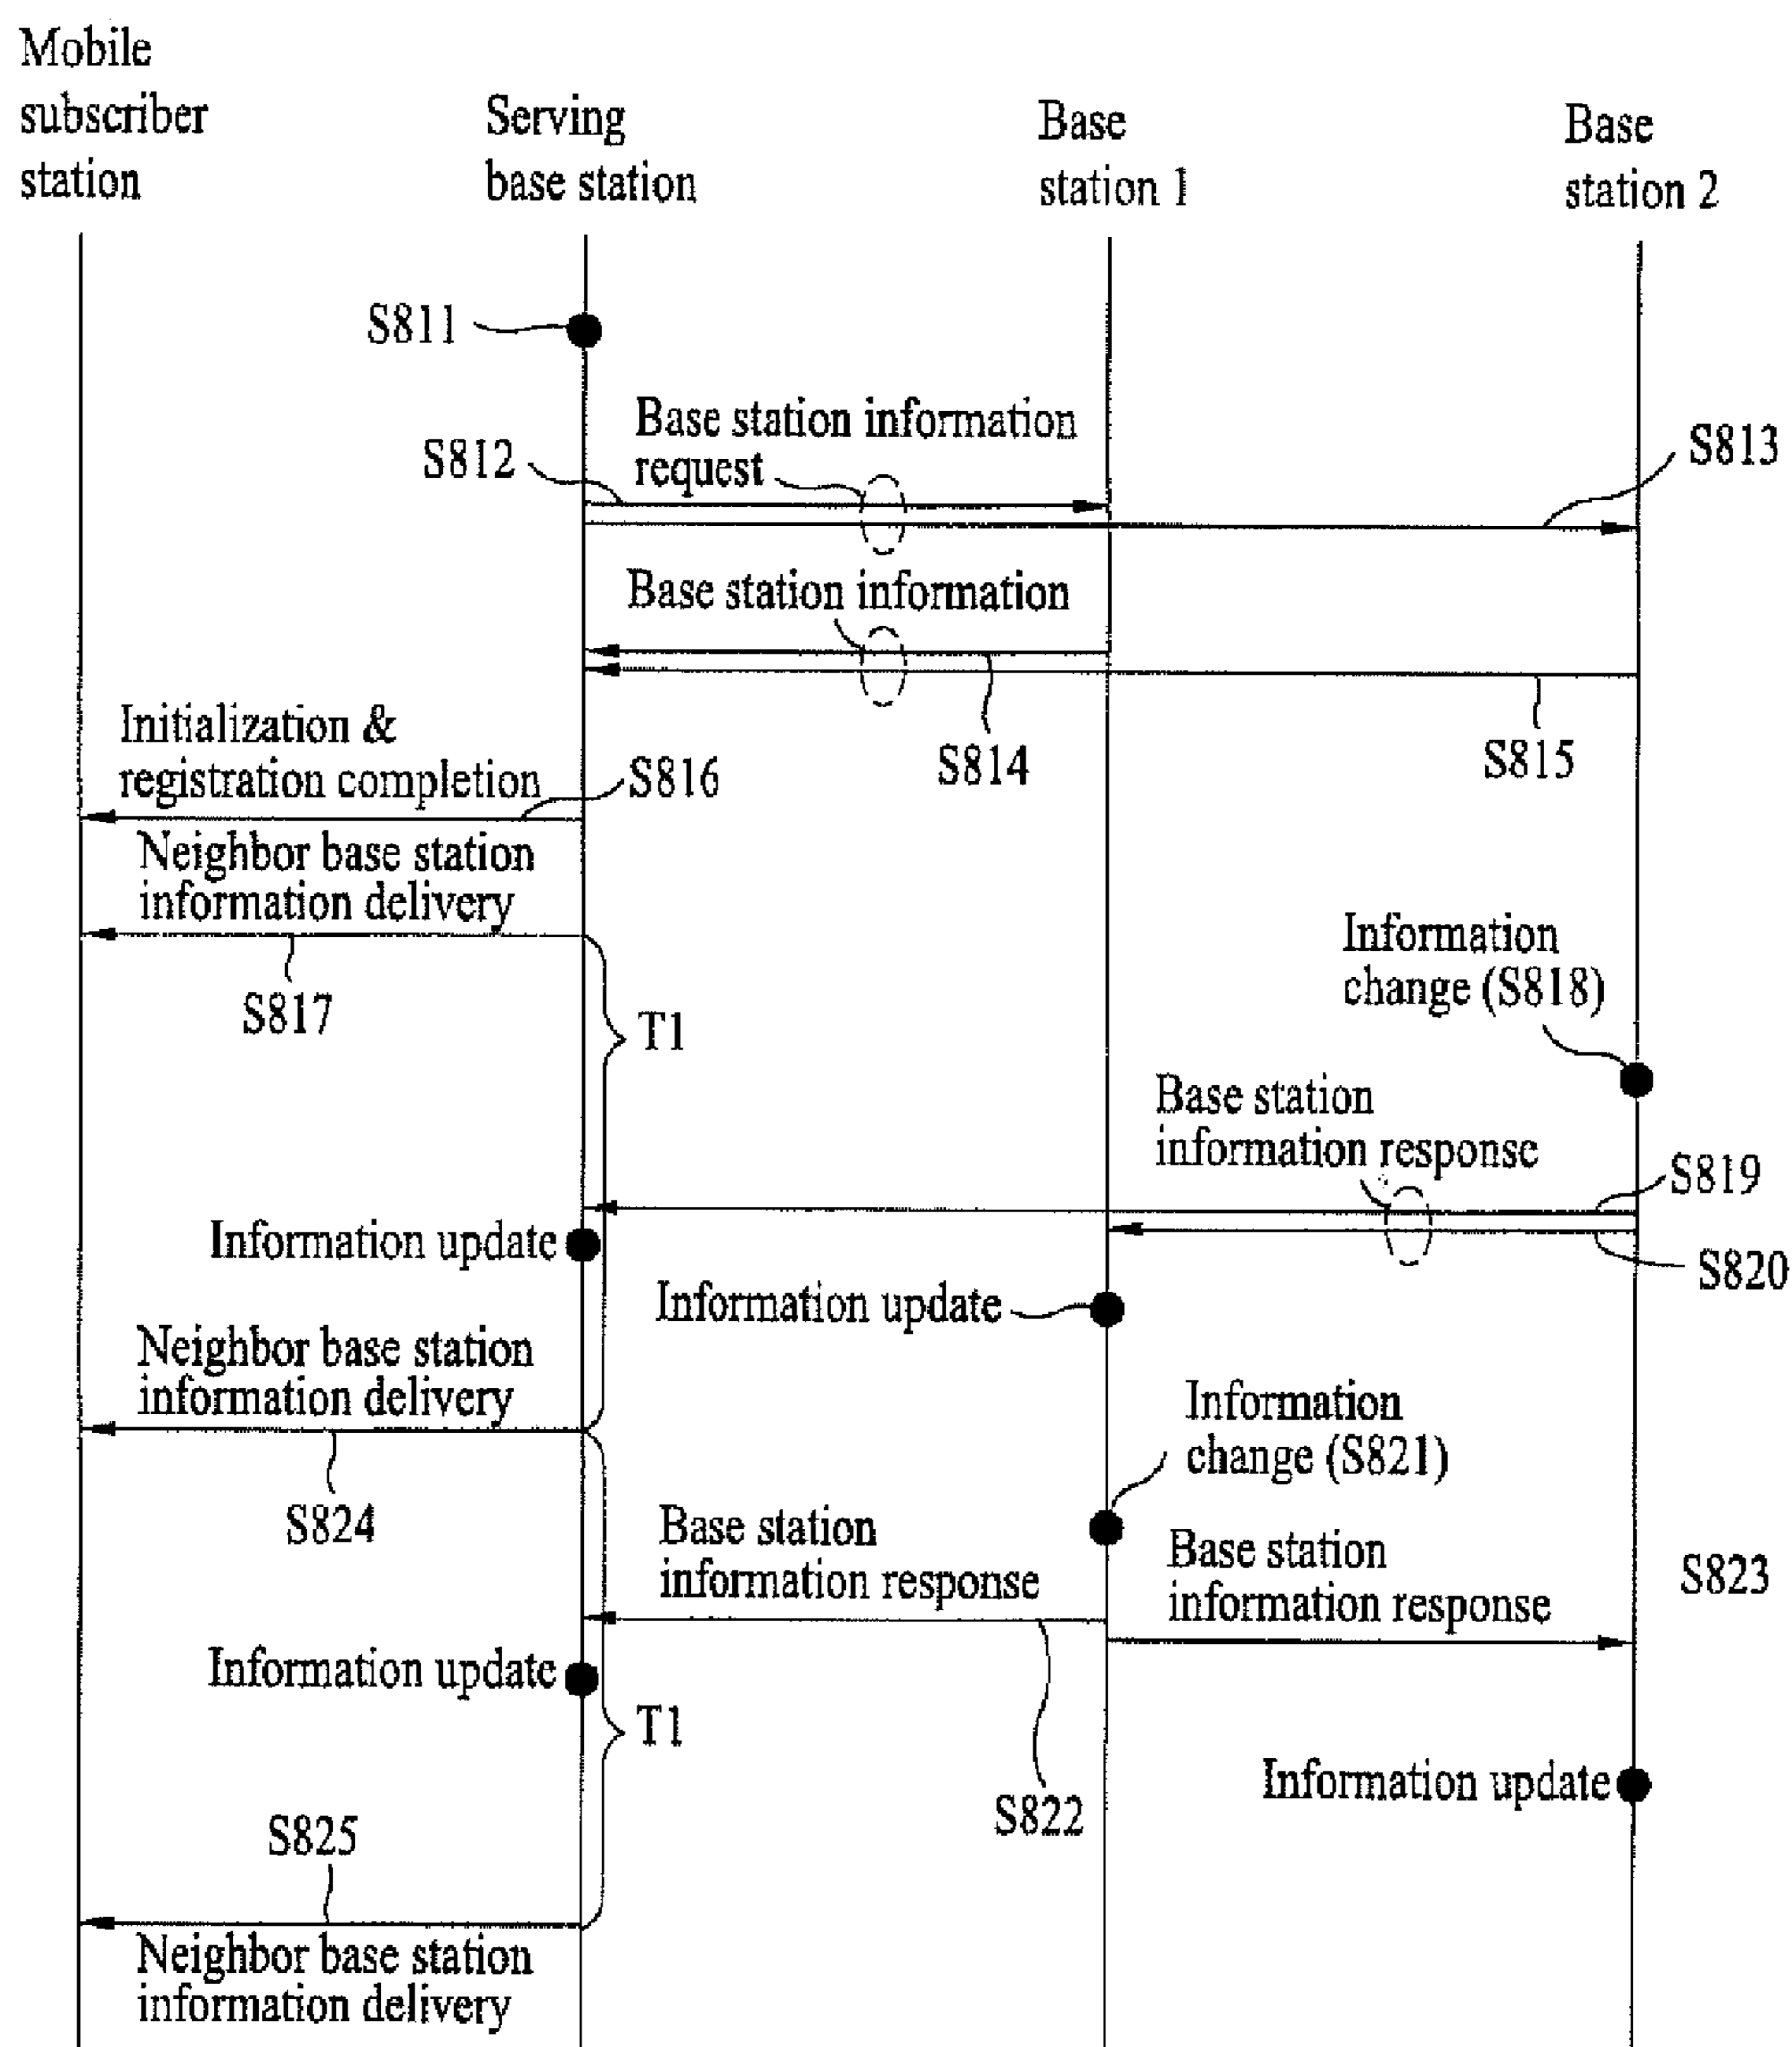 Mobile
subscriber
station
Serving
base station
Base
station 1
Base
station 2
S811
Base station information
request
S812
S813
Base station information
S814
S815
Initialization &
registration completion
S816
Neighbor base station
information delivery
S817
T1
Information
change (S818)
Base station
information response
S819
S820
Information update
Information update
Neighbor base station
information delivery
S824
Information
change (S821)
Base station
information response
Base station
information response
S823
Information update
T1
S822
Information update
S825
Neighbor base station
information delivery